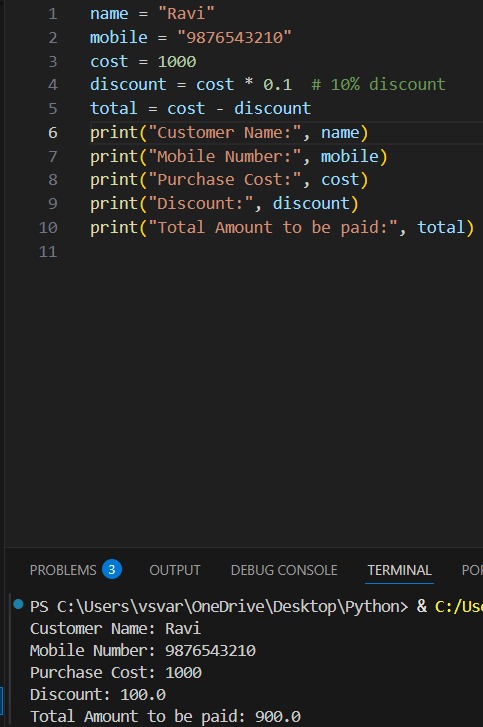 1 name = "Ravi"
2 mobile = "9876543210"
3 cost = 1000
4 discount = cost * 0.1  # 10% discount
5 total = cost - discount
6 print("Customer Name:", name)
7 print("Mobile Number:", mobile)
8 print("Purchase Cost:", cost)
9 print("Discount:", discount)
10 print("Total Amount to be paid:", total)
11
PROBLEMS 3 OUTPUT DEBUG CONSOLE TERMINAL
PS C:\Users\vsvar\OneDrive\Desktop\Python> & C:/Use
Customer Name: Ravi
Mobile Number: 9876543210
Purchase Cost: 1000
Discount: 100.0
Total Amount to be paid: 900.0